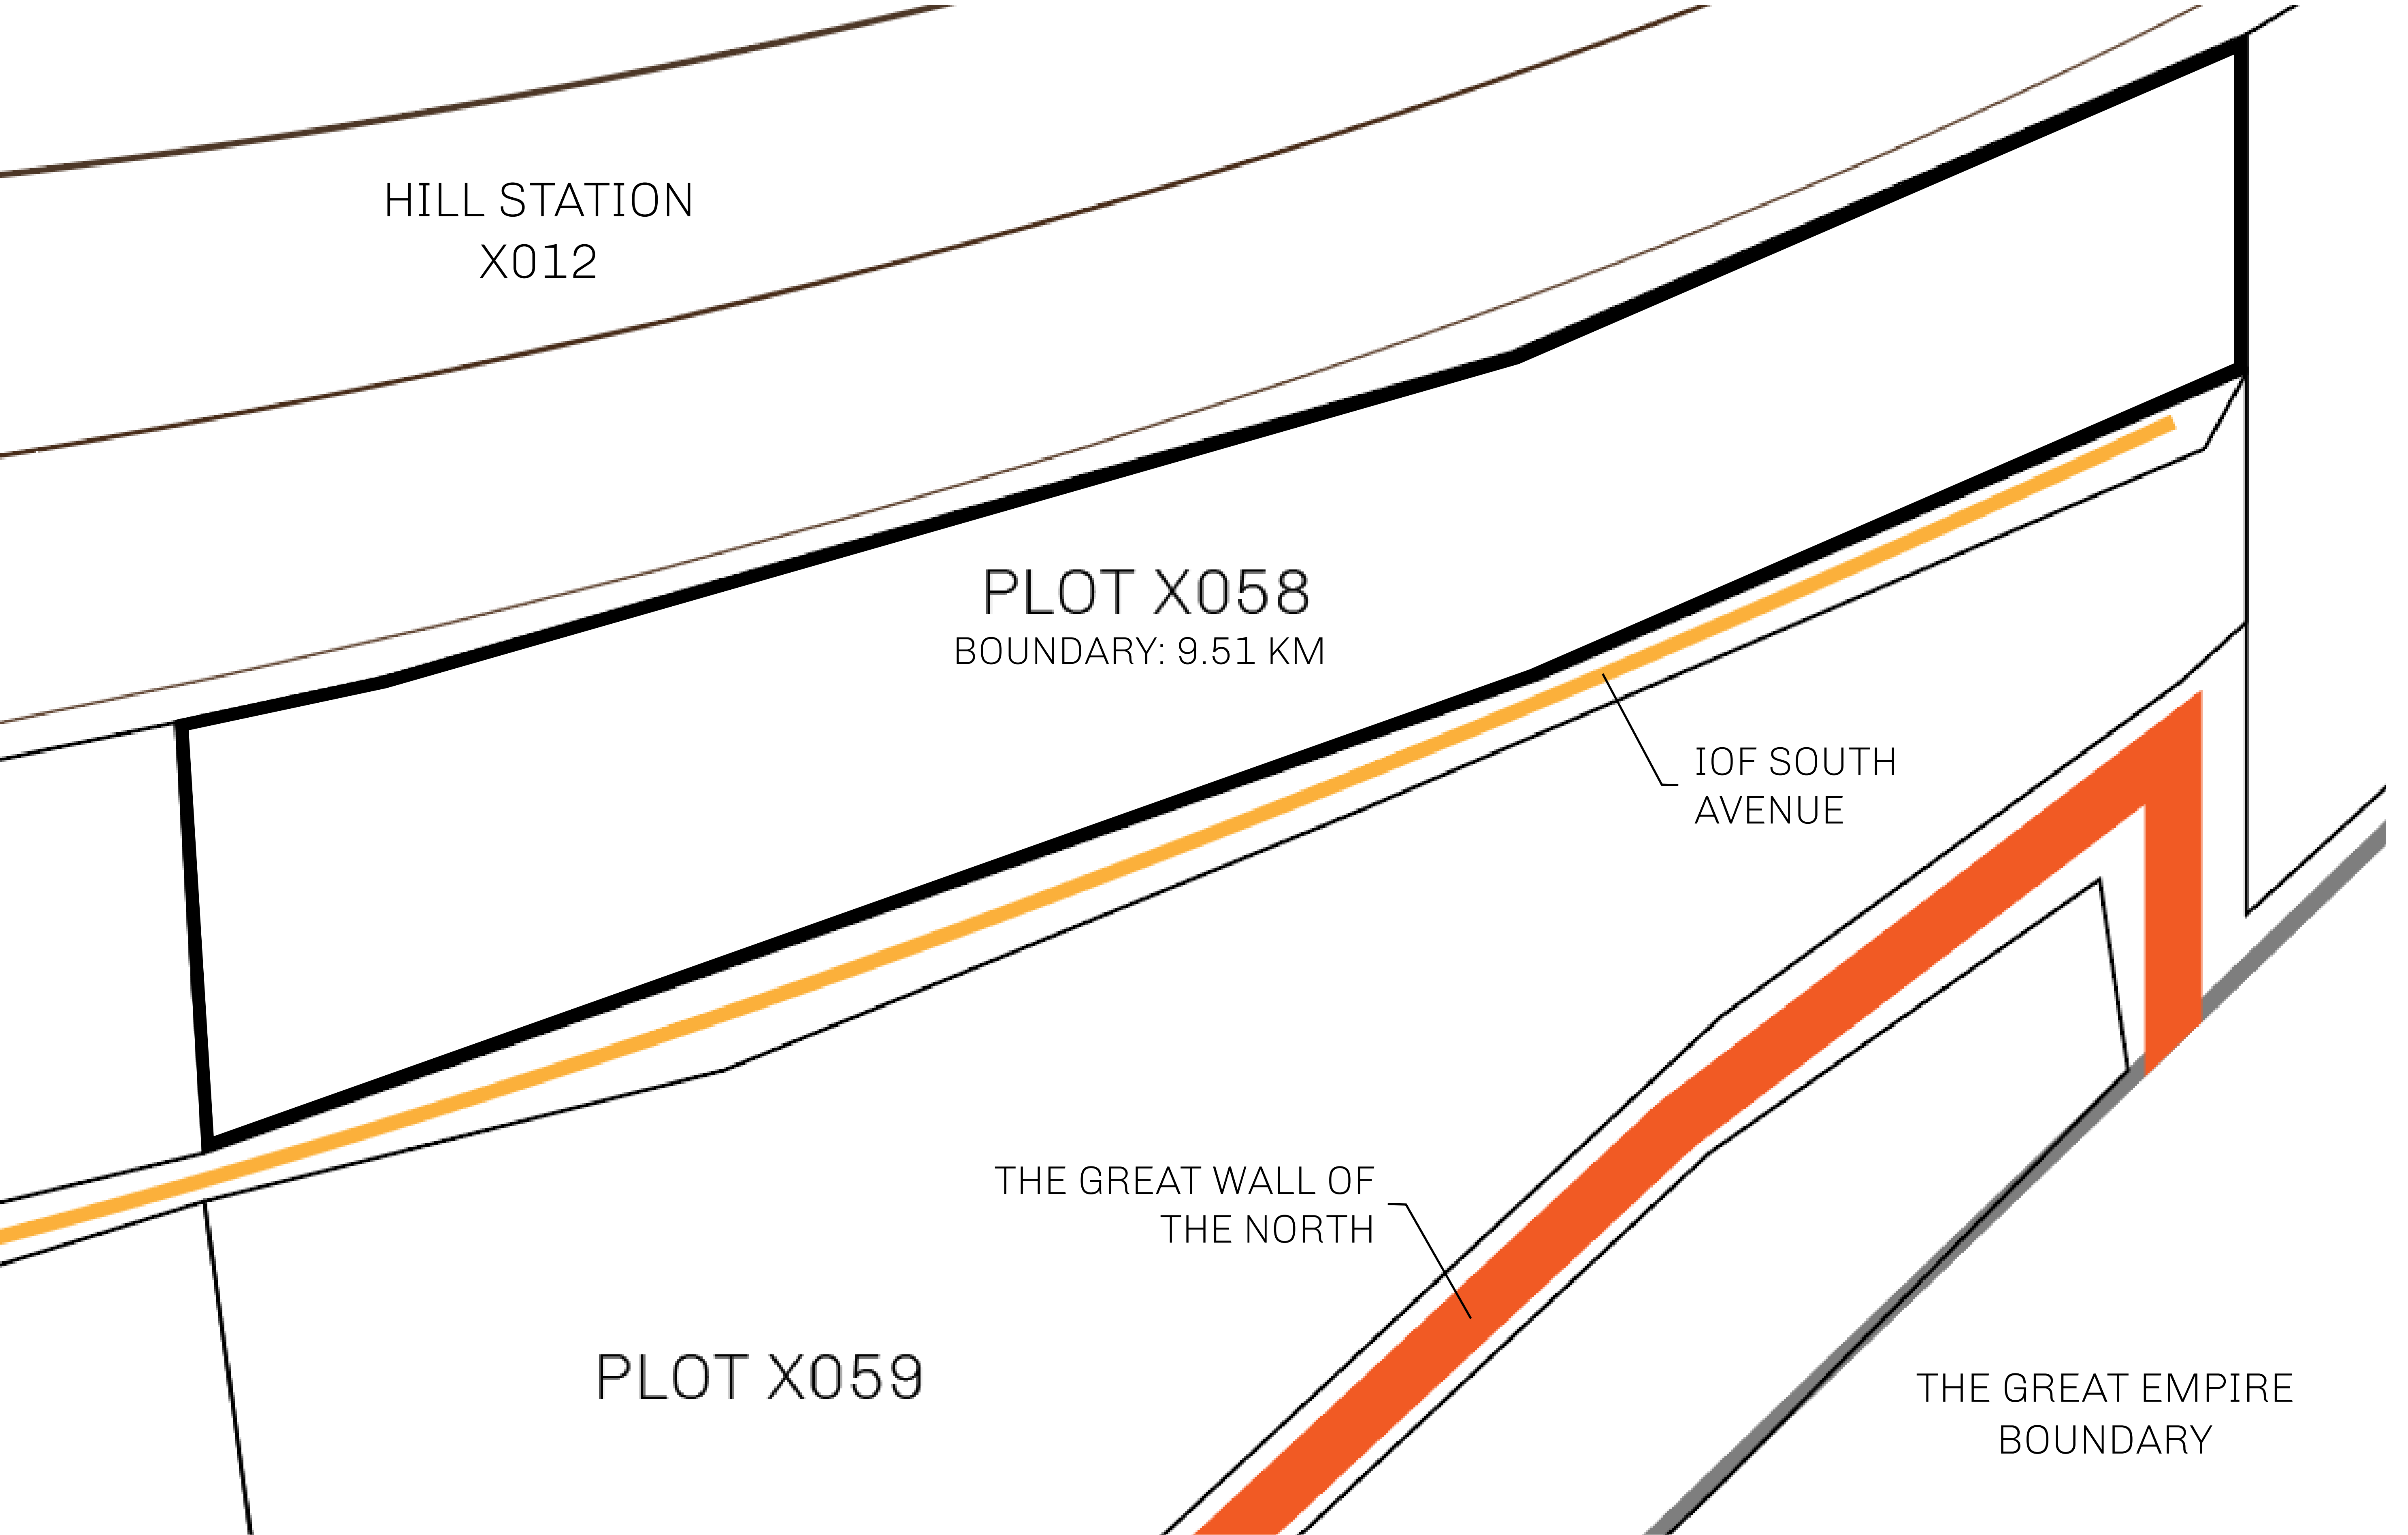 HILL STATION
X012
PLOT X058
BOUNDARY: 9.51 KM
IOF SOUTH
AVENUE
THE GREAT WALL OF
THE NORTH
PLOT X059
THE GREAT EMPIRE
BOUNDARY